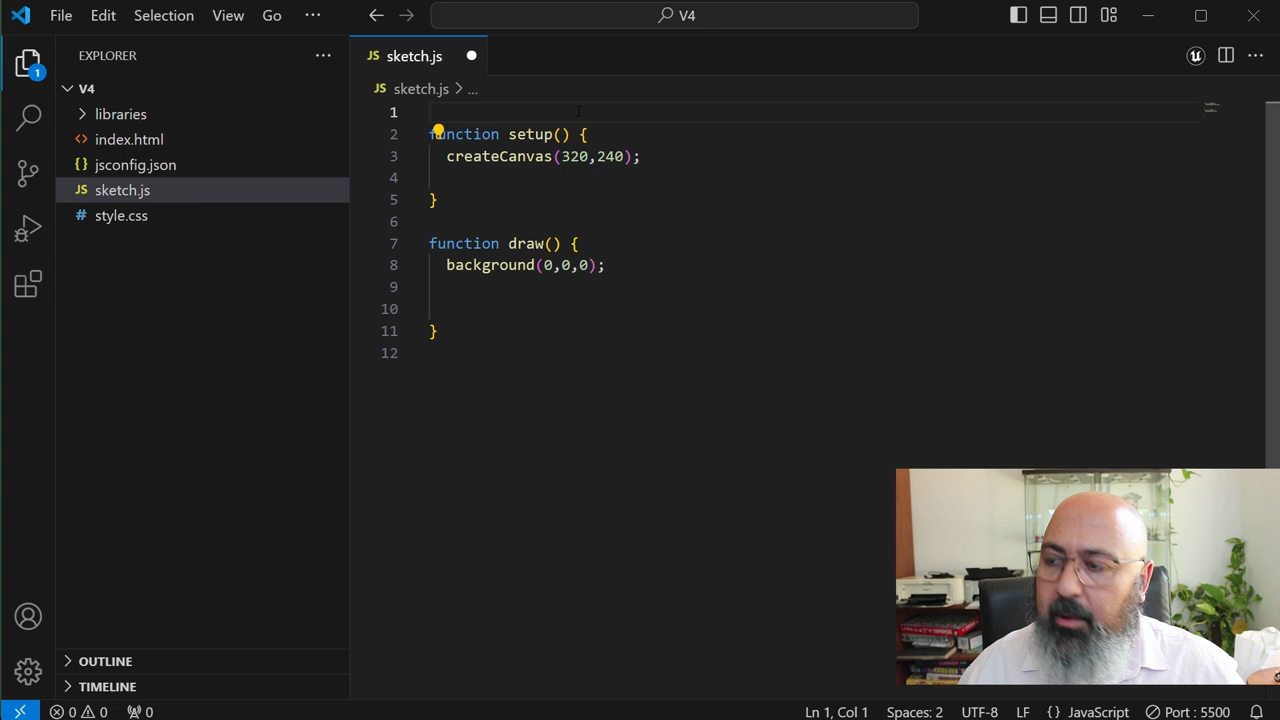 File Edit Selection View Go ··· V4
EXPLORER ···
V4
libraries
index.html
{} jsconfig.json
JS sketch.js
# style.css
OUTLINE
TIMELINE
1
JS sketch.js
JS sketch.js > ...
1
2 function setup() {
3 createCanvas(320,240);
4
5 }
6
7 function draw() {
8 background(0,0,0);
9
10
11 }
12
0 0 0 Ln 1, Col 1 Spaces: 2 UTF-8 LF {} JavaScript Port : 5500